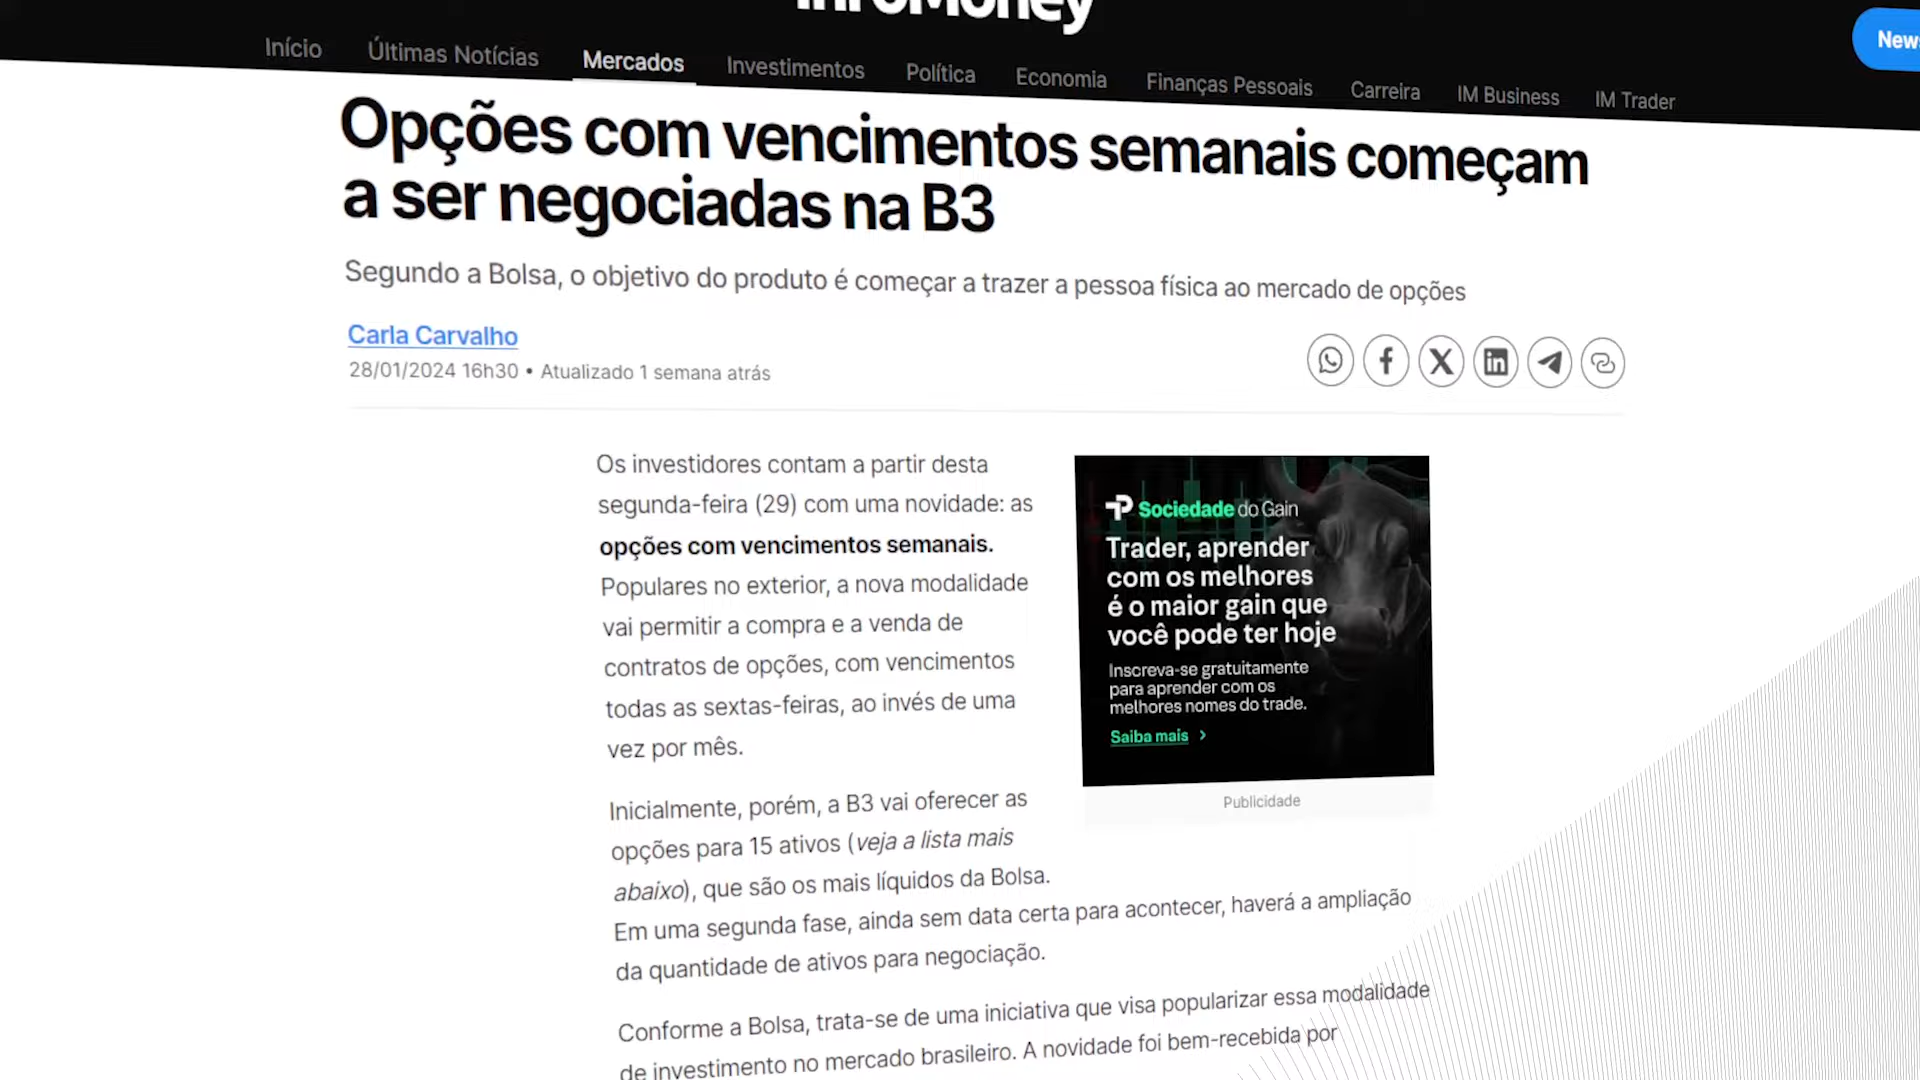 InfoMoney
Início Últimas Notícias Mercados Investimentos Política Economia Finanças Pessoais Carreira IM Business IM Trader
Opções com vencimentos semanais começam
a ser negociadas na B3
Segundo a Bolsa, o objetivo do produto é começar a trazer a pessoa física ao mercado de opções
Carla Carvalho
28/01/2024 16h30 • Atualizado 1 semana atrás
Os investidores contam a partir desta
segunda-feira (29) com uma novidade: as
opções com vencimentos semanais.
Populares no exterior, a nova modalidade
vai permitir a compra e a venda de
contratos de opções, com vencimentos
todas as sextas-feiras, ao invés de uma
vez por mês.
Sociedade do Gain
Trader, aprender
com os melhores
é o maior gain que
você pode ter hoje
Inscreva-se gratuitamente
para aprender com os
melhores nomes do trade.
Saiba mais >
Publicidade
Inicialmente, porém, a B3 vai oferecer as
opções para 15 ativos (veja a lista mais
abaixo), que são os mais líquidos da Bolsa.
Em uma segunda fase, ainda sem data certa para acontecer, haverá a ampliação
da quantidade de ativos para negociação.
Conforme a Bolsa, trata-se de uma iniciativa que visa popularizar essa modalidade
de investimento no mercado brasileiro. A novidade foi bem-recebida por